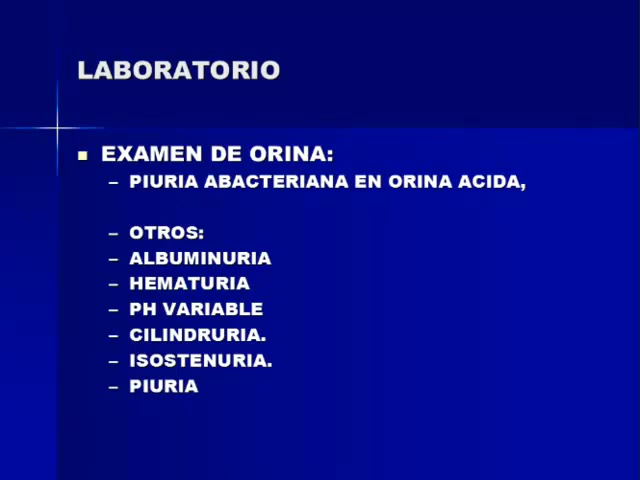 LABORATORIO
■ EXAMEN DE ORINA:
– PIURIA ABACTERIANA EN ORINA ACIDA,
– OTROS:
– ALBUMINURIA
– HEMATURIA
– PH VARIABLE
– CILINDRURIA.
– ISOSTENURIA.
– PIURIA